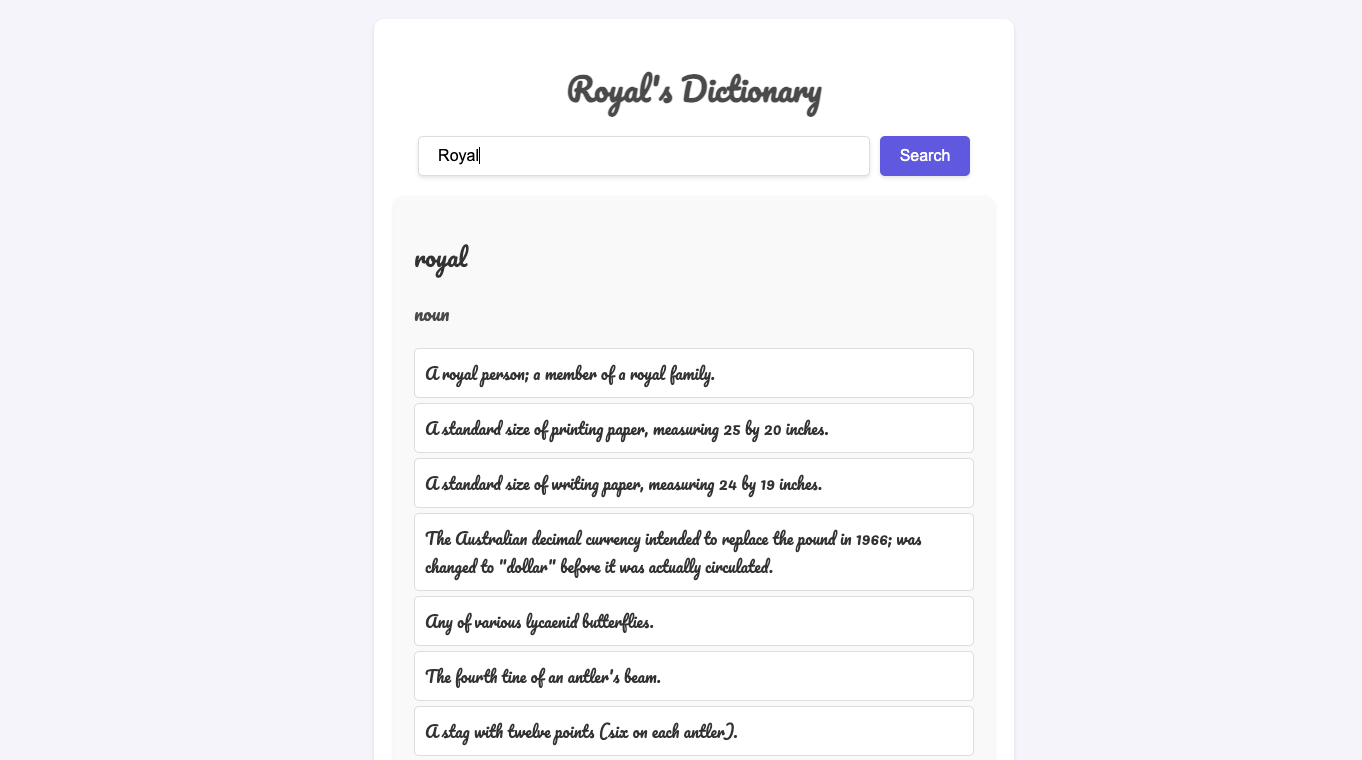 Royal's Dictionary
Royal
Search
royal
noun
A royal person; a member of a royal family.
A standard size of printing paper, measuring 25 by 20 inches.
A standard size of writing paper, measuring 24 by 19 inches.
The Australian decimal currency intended to replace the pound in 1966; was
changed to "dollar" before it was actually circulated.
Any of various lycaenid butterflies.
The fourth tine of an antler's beam.
A stag with twelve points (six on each antler).